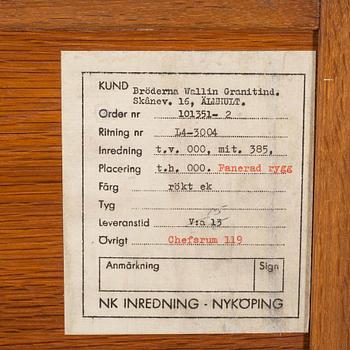 KUND Bröderna Wallin Granitind.
Skånev. 16, ÄLMHULT.
Order nr 101351- 2
Ritning nr L4-3004
Inredning t.v. 000, mit. 385,
Placering t.h. 000. Fanerad rygg
Färg rökt ek
Tyg
Leveranstid V:a 13
Övrigt Chefsrum 119
Anmärkning Sign
NK INREDNING - NYKÖPING